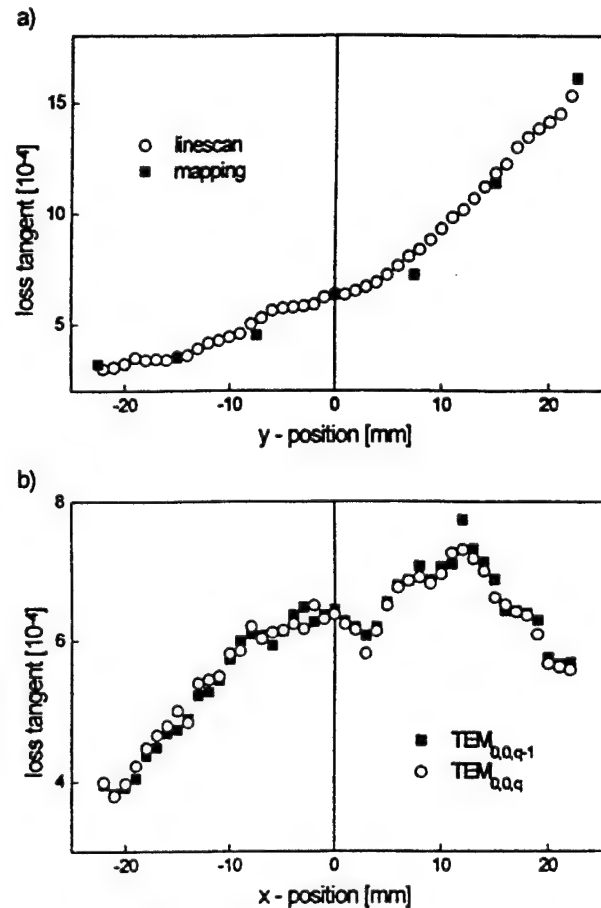 a)
loss tangent [10-4]
15
10
5
linescan
mapping
-20
-10
0
10
20
y - position [mm]
b)
loss tangent [10-4]
8
6
4
TEM0,0,q-1
TEM0,0,q
-20
-10
0
10
20
x - position [mm]